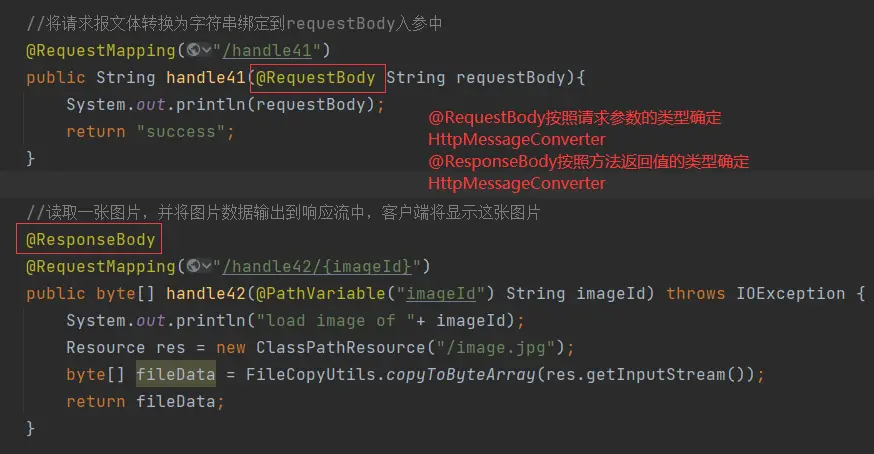 //将请求报文体转换为字符串绑定到requestBody入参中
@RequestMapping("/handle41")
public String handle41(@RequestBody String requestBody){
System.out.println(requestBody);
return "success";
}
@RequestBody按照请求参数的类型确定
HttpMessageConverter
@ResponseBody按照方法返回值的类型确定
HttpMessageConverter
//读取一张图片，并将图片数据输出到响应流中，客户端将显示这张图片
@ResponseBody
@RequestMapping("/handle42/{imageId}")
public byte[] handle42(@PathVariable("imageId") String imageId) throws IOException {
System.out.println("load image of "+ imageId);
Resource res = new ClassPathResource("/image.jpg");
byte[] fileData = FileCopyUtils.copyToByteArray(res.getInputStream());
return fileData;
}